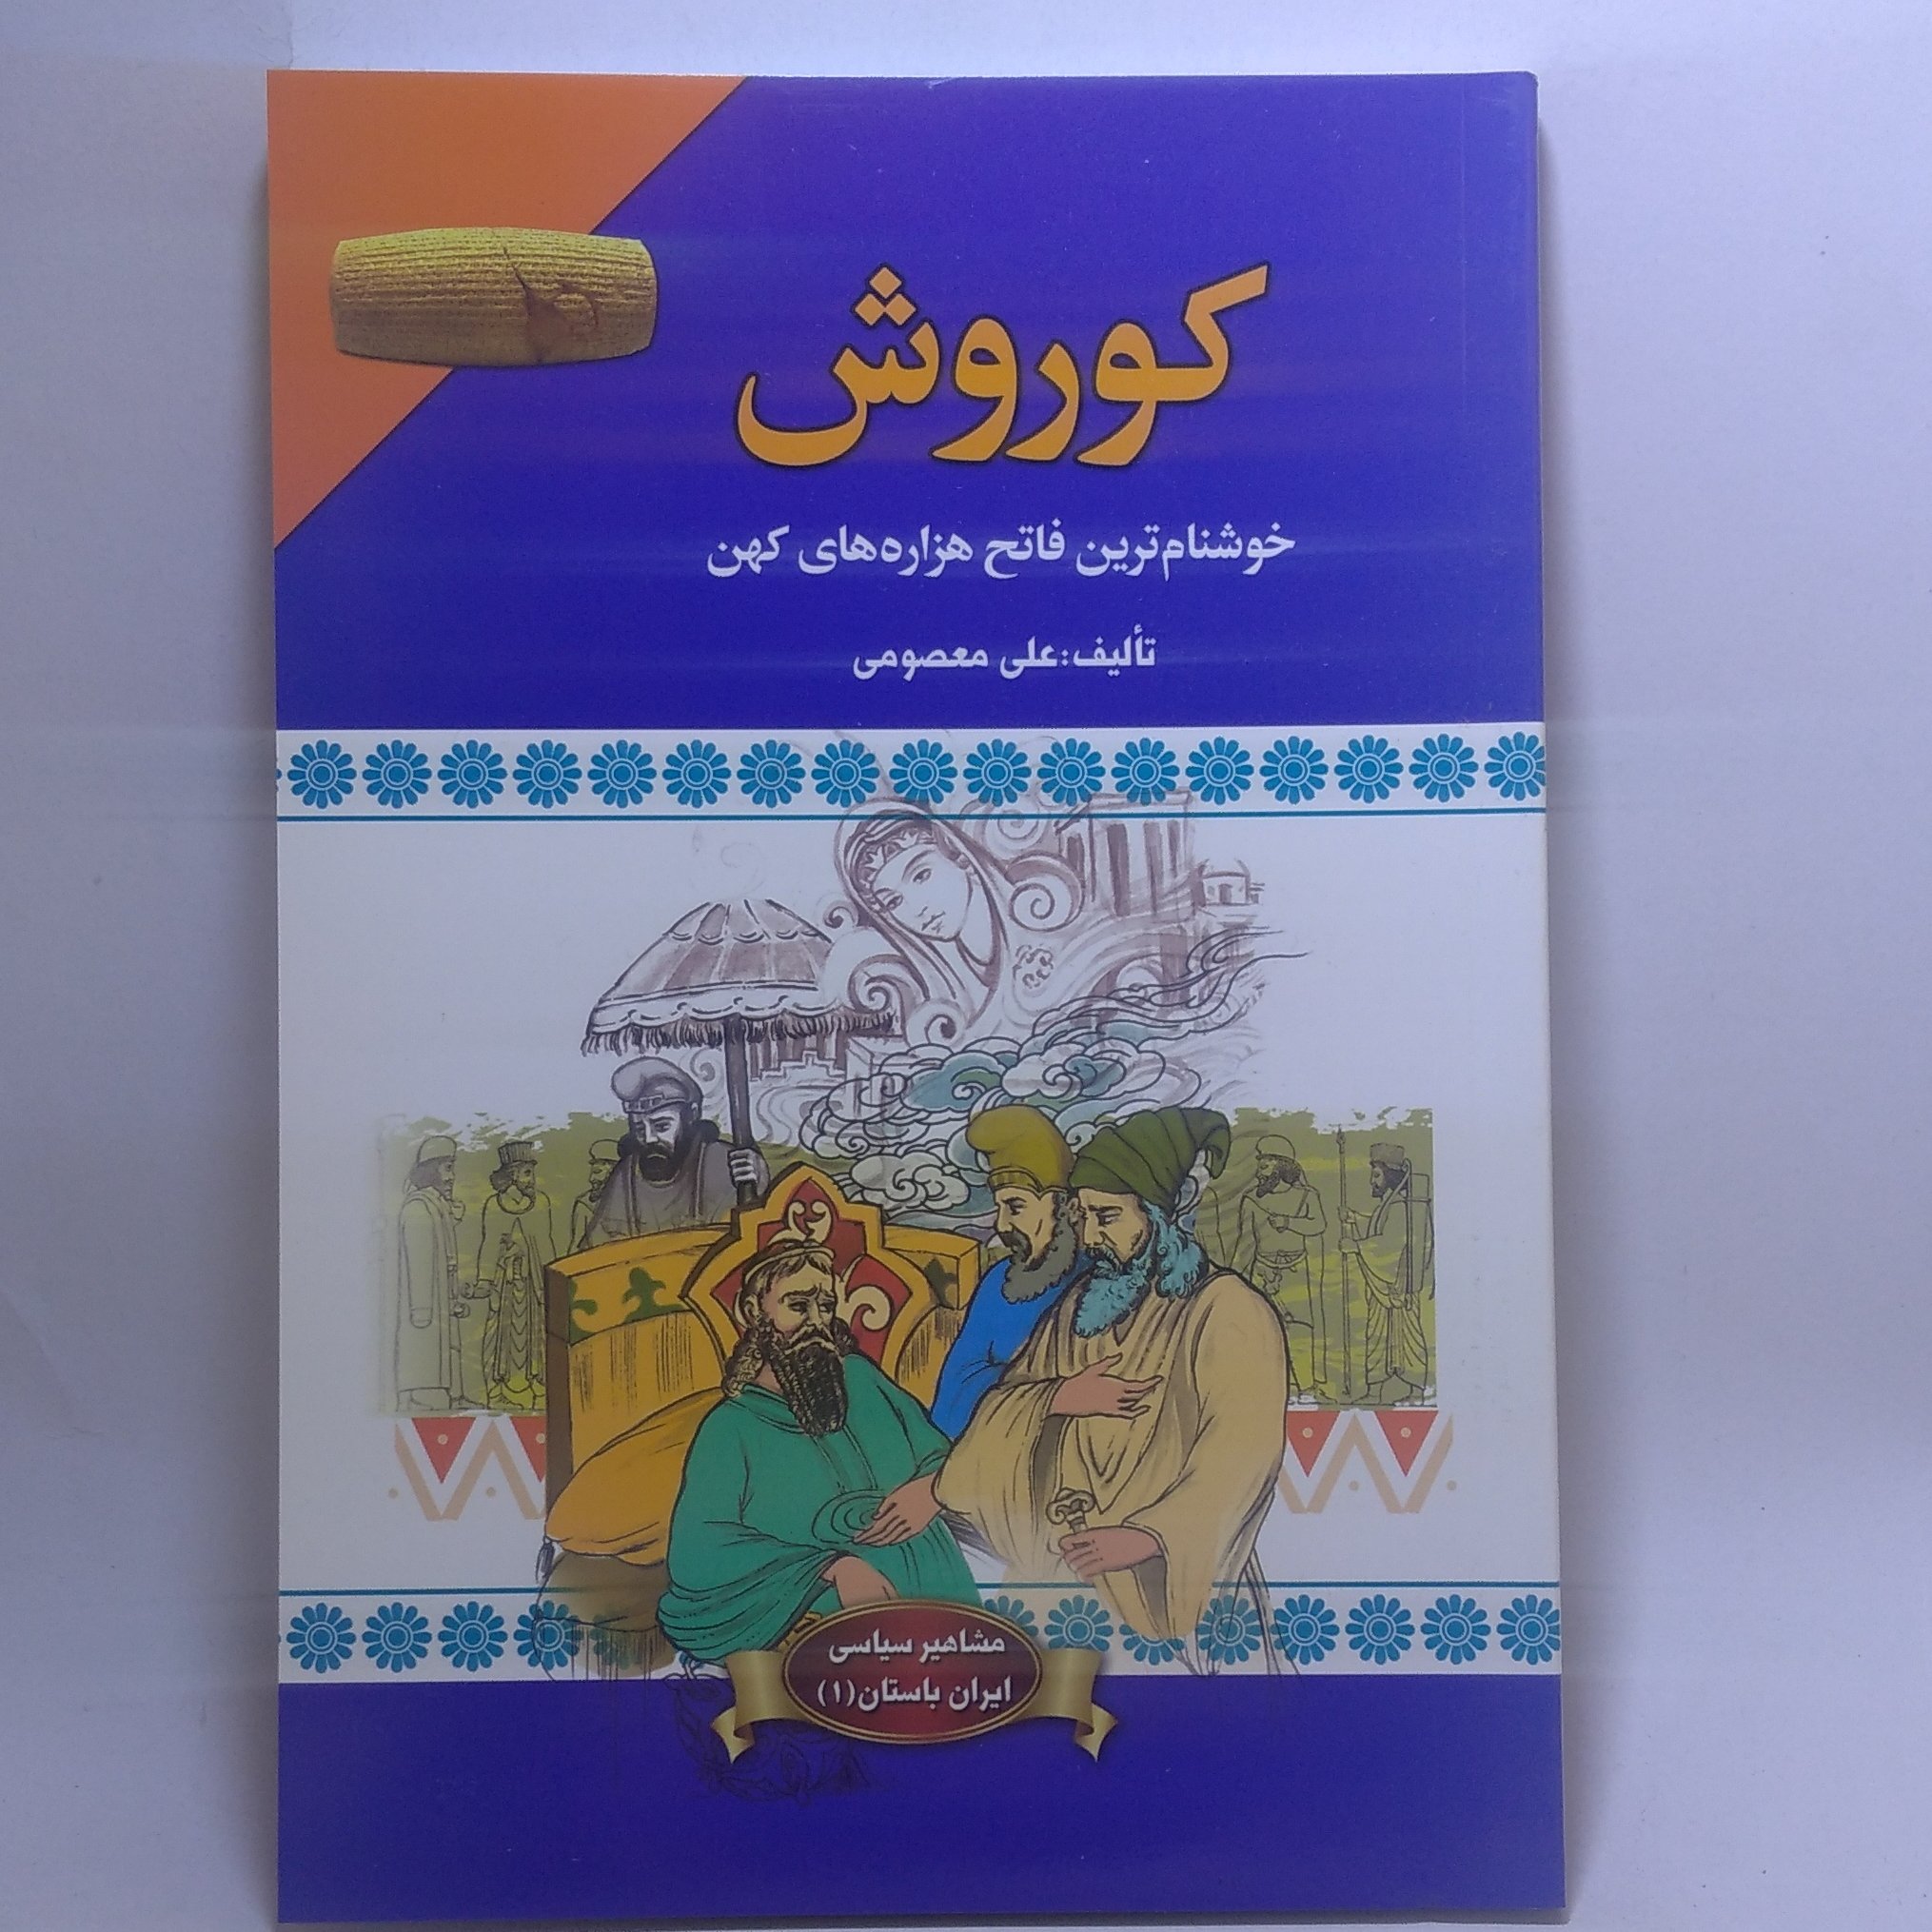 کوروش
خوشنام‌ترین فاتح هزاره‌های کهن
تألیف:علی معصومی
مشاهیر سیاسی
ایران باستان(۱)